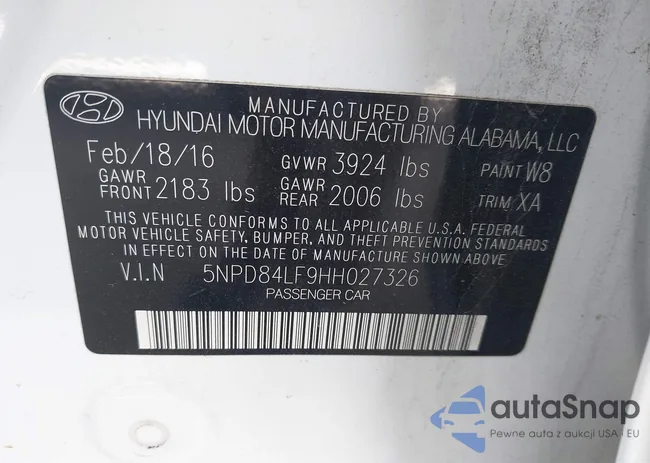 MANUFACTURED BY
HYUNDAI MOTOR MANUFACTURING ALABAMA, LLC
Feb/18/16 GVWR 3924 lbs PAINT W8
GAWR FRONT 2183 lbs GAWR REAR 2006 lbs TRIM XA
THIS VEHICLE CONFORMS TO ALL APPLICABLE U.S.A. FEDERAL
MOTOR VEHICLE SAFETY, BUMPER, AND THEFT PREVENTION STANDARDS
IN EFFECT ON THE DATE OF MANUFACTURE SHOWN ABOVE.
V.I.N 5NPD84LF9HH027326
PASSENGER CAR
autaSnap
Pewne auta z aukcji USA - EU